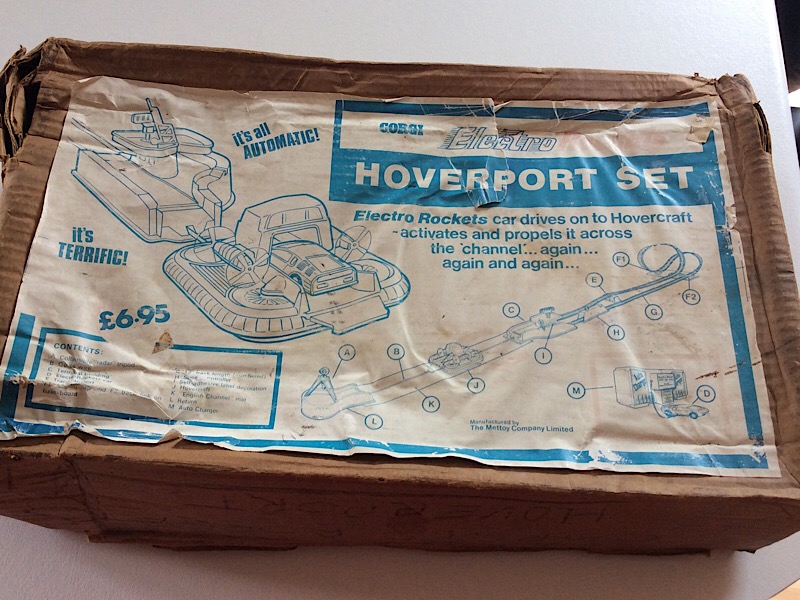 CORGI Electro
HOVERPORT SET
it's all
AUTOMATIC!
it's
TERRIFIC!
£6.95
Electro Rockets car drives on to Hovercraft
-activates and propels it across
the 'channel'... again...
again and again...
F1
F2
E
G
C
H
I
A
B
J
K
L
M
D
CONTENTS:
J Hovercraft
K English Channel mat
L Return
M Auto Charger
Manufactured by
The Mettoy Company Limited